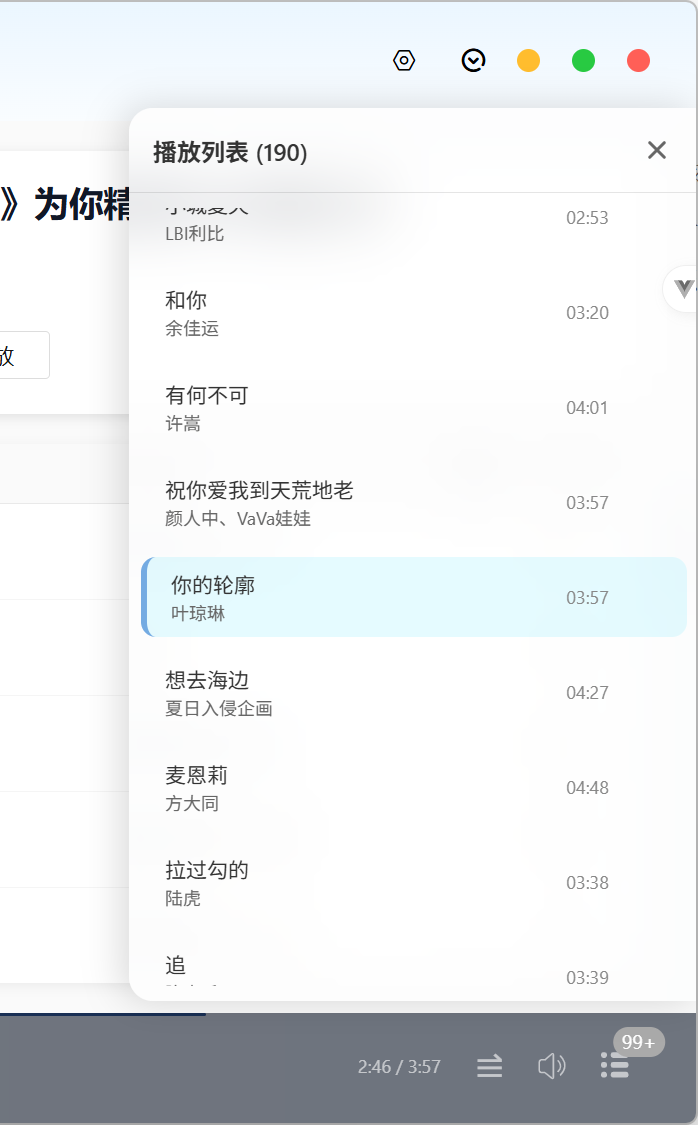 播放列表 (190)
》为你精
放
02:53
LBI利比
和你
余佳运
03:20
有何不可
许嵩
04:01
祝你爱我到天荒地老
颜人中、VaVa娃娃
03:57
你的轮廓
叶琼琳
03:57
想去海边
夏日入侵企画
04:27
麦恩莉
方大同
04:48
拉过勾的
陆虎
03:38
追
03:39
2:46 / 3:57
99+